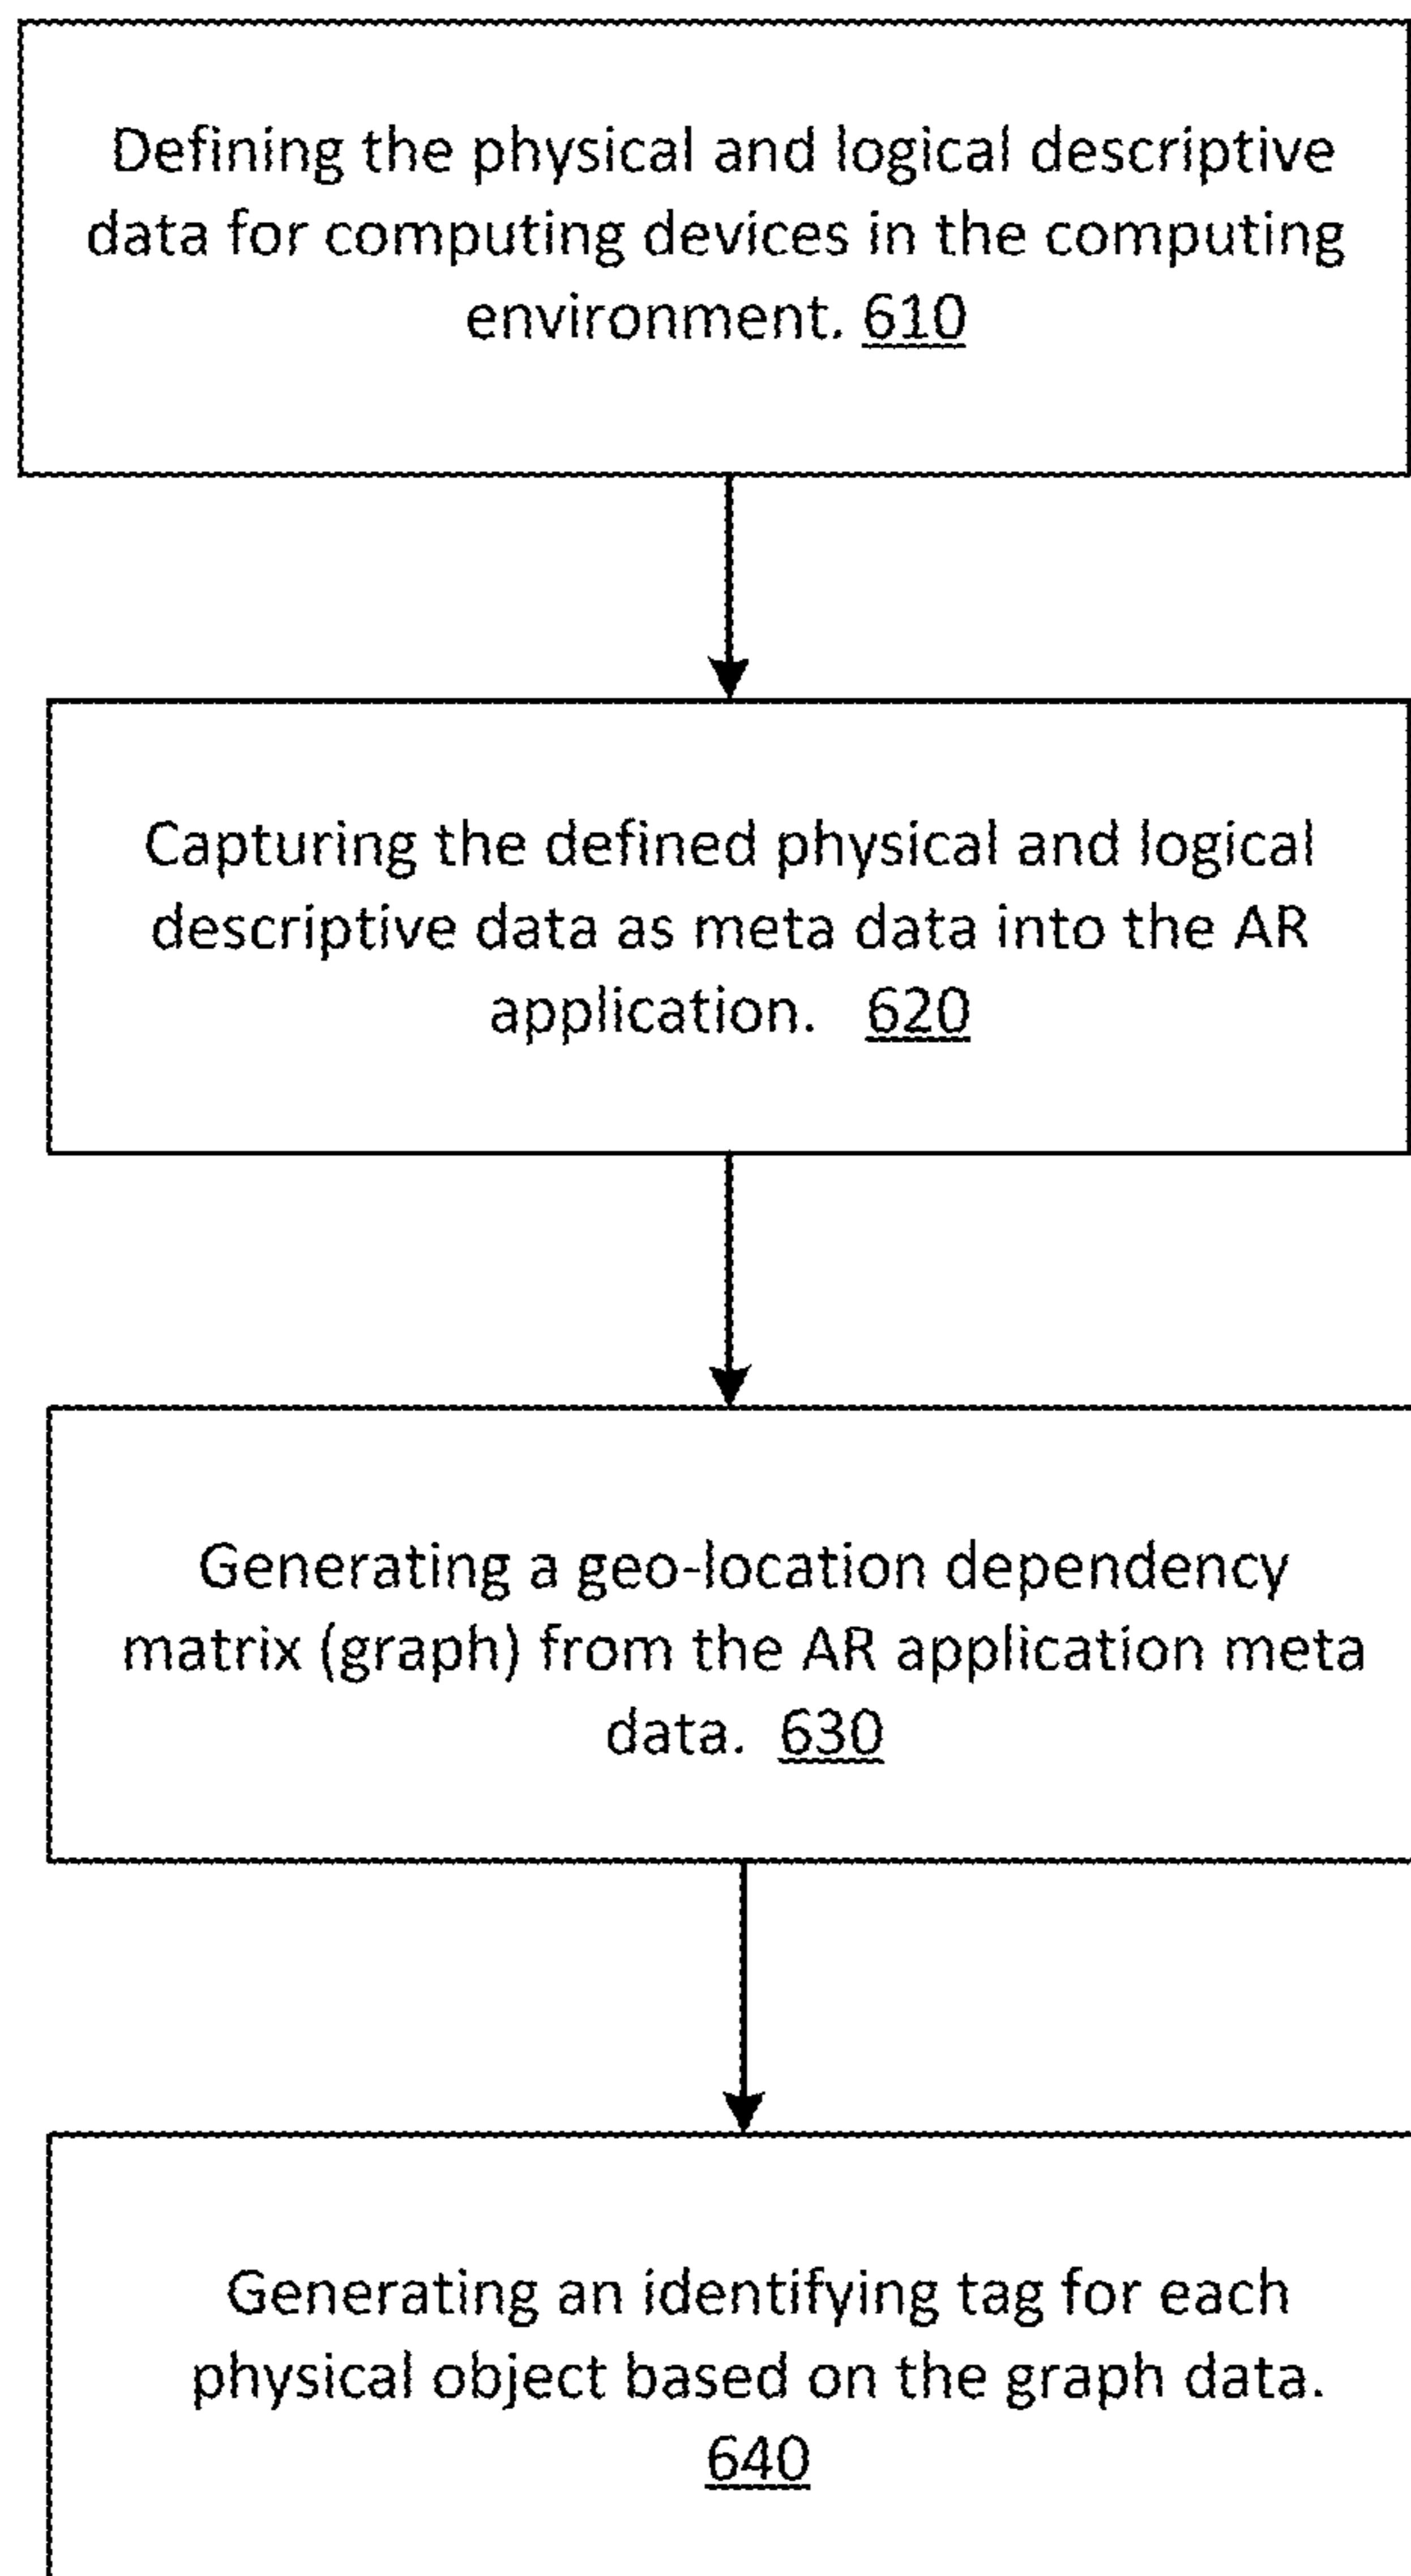 Defining the physical and logical descriptive
data for computing devices in the computing
environment. 610
Capturing the defined physical and logical
descriptive data as meta data into the AR
application. 620
Generating a geo-location dependency
matrix (graph) from the AR application meta
data. 630
Generating an identifying tag for each
physical object based on the graph data.
640